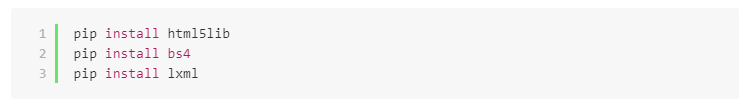 1 pip install html5lib
2 pip install bs4
3 pip install lxml